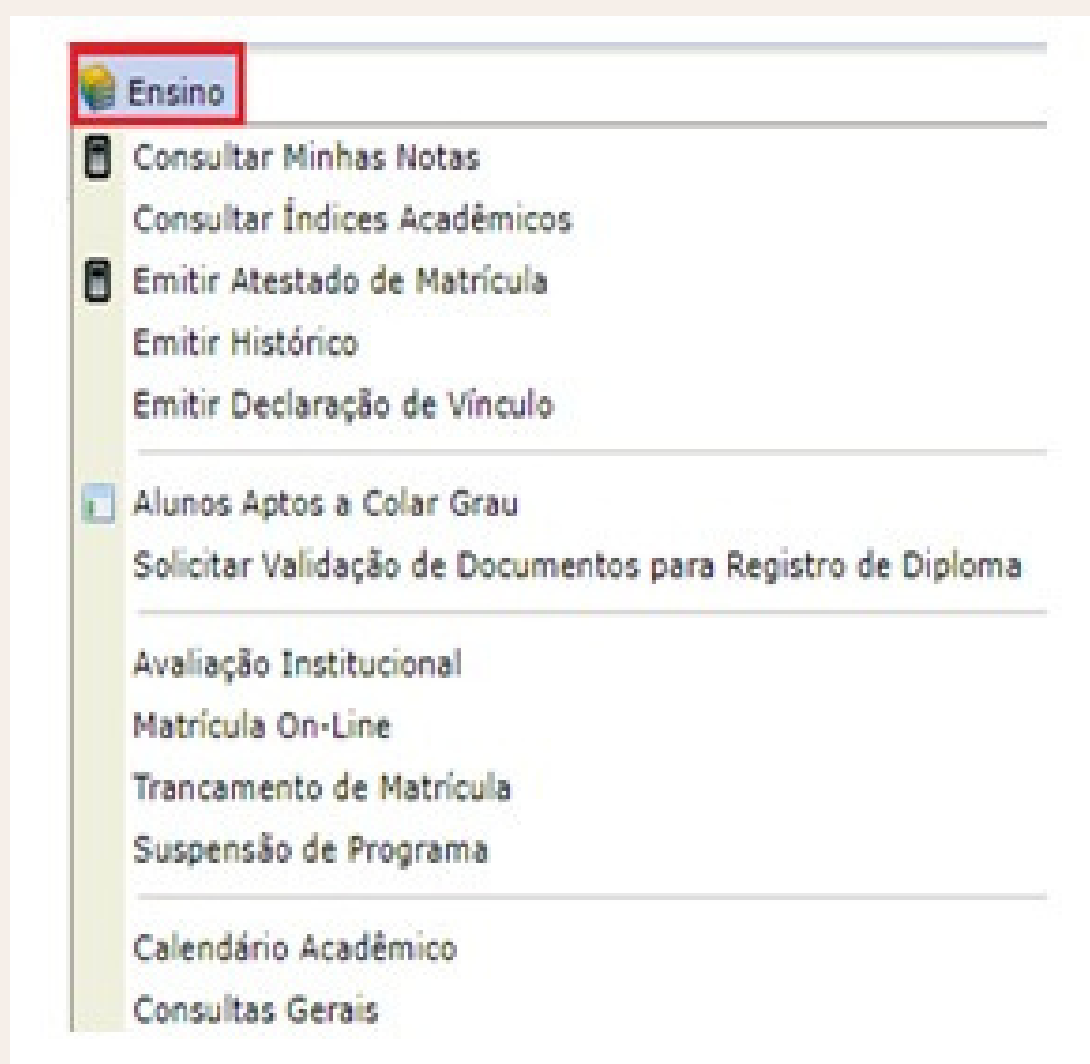 Ensino
Consultar Minhas Notas
Consultar Índices Acadêmicos
Emitir Atestado de Matrícula
Emitir Histórico
Emitir Declaração de Vínculo
Alunos Aptos a Colar Grau
Solicitar Validação de Documentos para Registro de Diploma
Avaliação Institucional
Matrícula On-Line
Trancamento de Matrícula
Suspensão de Programa
Calendário Acadêmico
Consultas Gerais